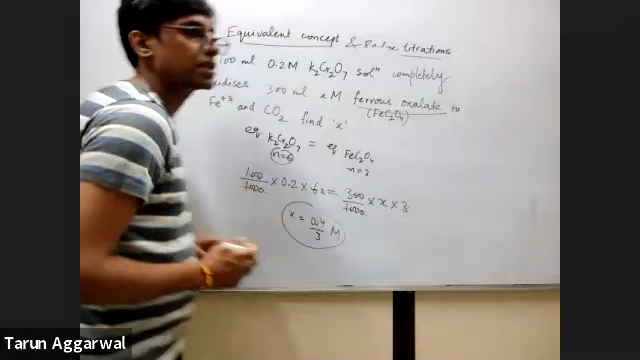 Equivalent concept & Redox titrations
100 ml 0.2M K2Cr2O7 solⁿ completely
oxidises 300 ml xM ferrous oxalate to
(FeC2O4)
Fe+3 and CO2 find 'x'
eq K2Cr2O7 = eq FeC2O4
n=6
100/1000 × 0.2 × 6 2 = 300/1000 × x × 3
x = 0.4/3 M
Tarun Aggarwal